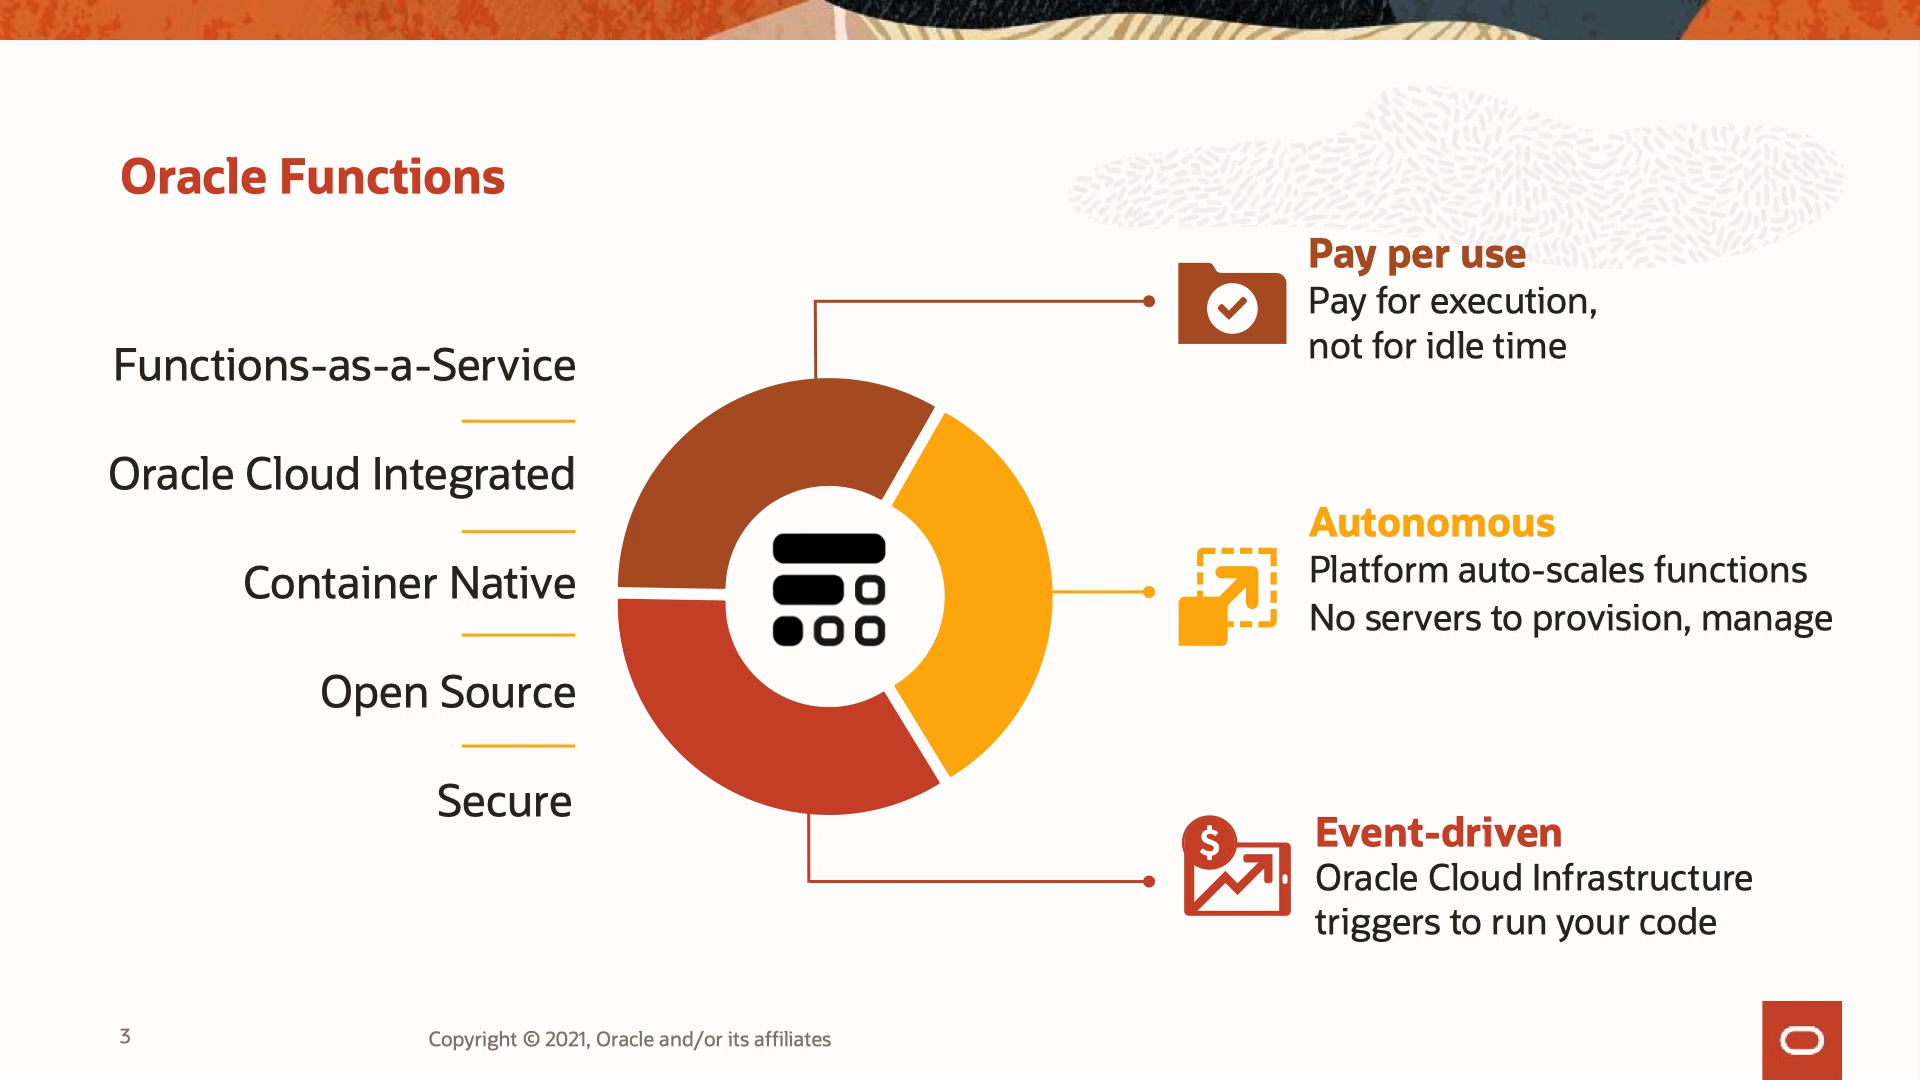 Oracle Functions
Functions-as-a-Service
Oracle Cloud Integrated
Container Native
Open Source
Secure
Pay per use
Pay for execution,
not for idle time
Autonomous
Platform auto-scales functions
No servers to provision, manage
$
Event-driven
Oracle Cloud Infrastructure
triggers to run your code
3
Copyright © 2021, Oracle and/or its affiliates